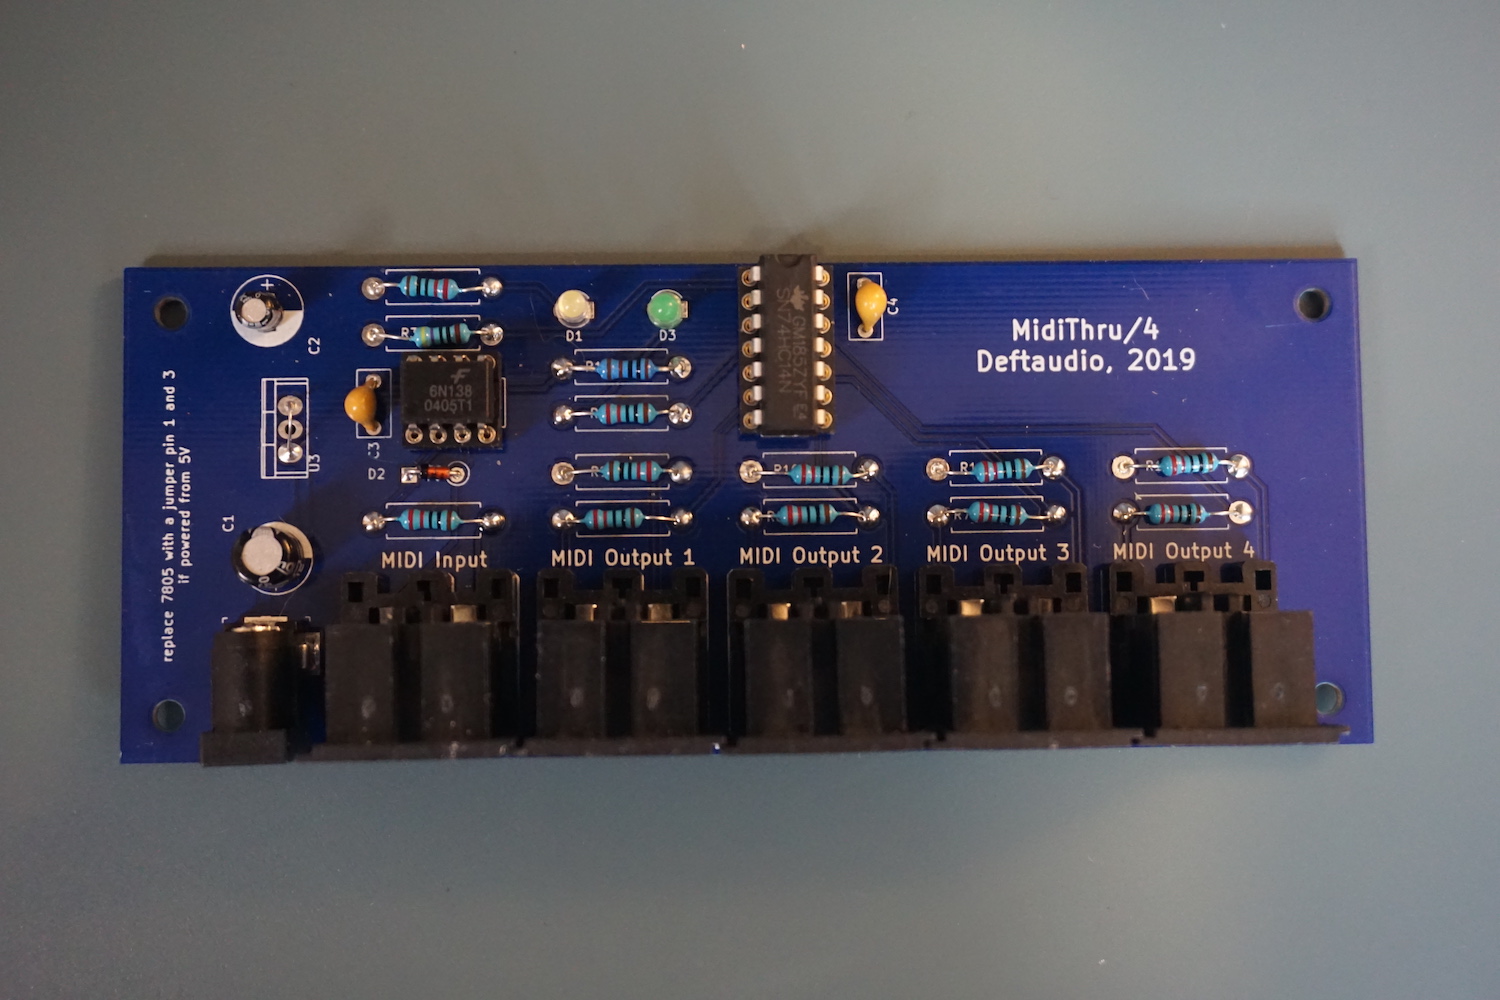 +
C2
replace 7805 with a jumper pin 1 and 3
if powered from 5V
U3
C3
D2
C1
6N138
0405T1
D1
D3
SN74HC14N
E4
C4
MidiThru/4
Deftaudio, 2019
MIDI Input
MIDI Output 1
MIDI Output 2
MIDI Output 3
MIDI Output 4